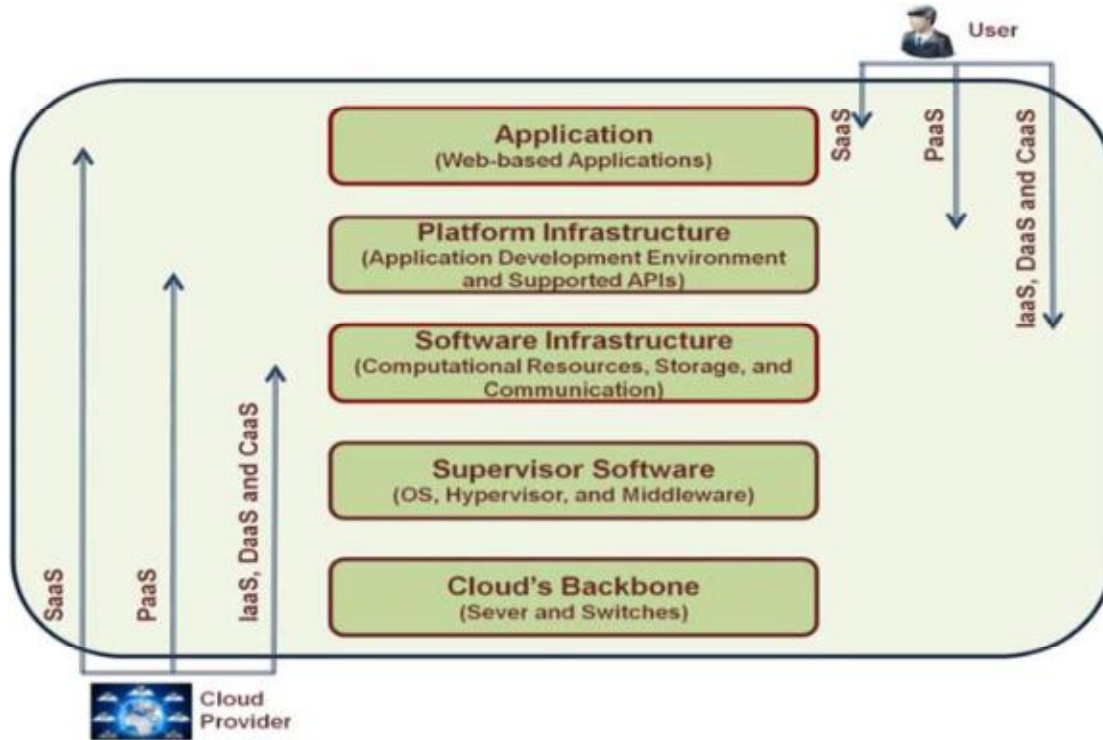 User
SaaS
PaaS
IaaS, DaaS and CaaS
Application
(Web-based Applications)
Platform Infrastructure
(Application Development Environment
and Supported APIs)
Software Infrastructure
(Computational Resources, Storage, and
Communication)
Supervisor Software
(OS, Hypervisor, and Middleware)
Cloud's Backbone
(Sever and Switches)
SaaS
PaaS
IaaS, DaaS and CaaS
Cloud
Provider